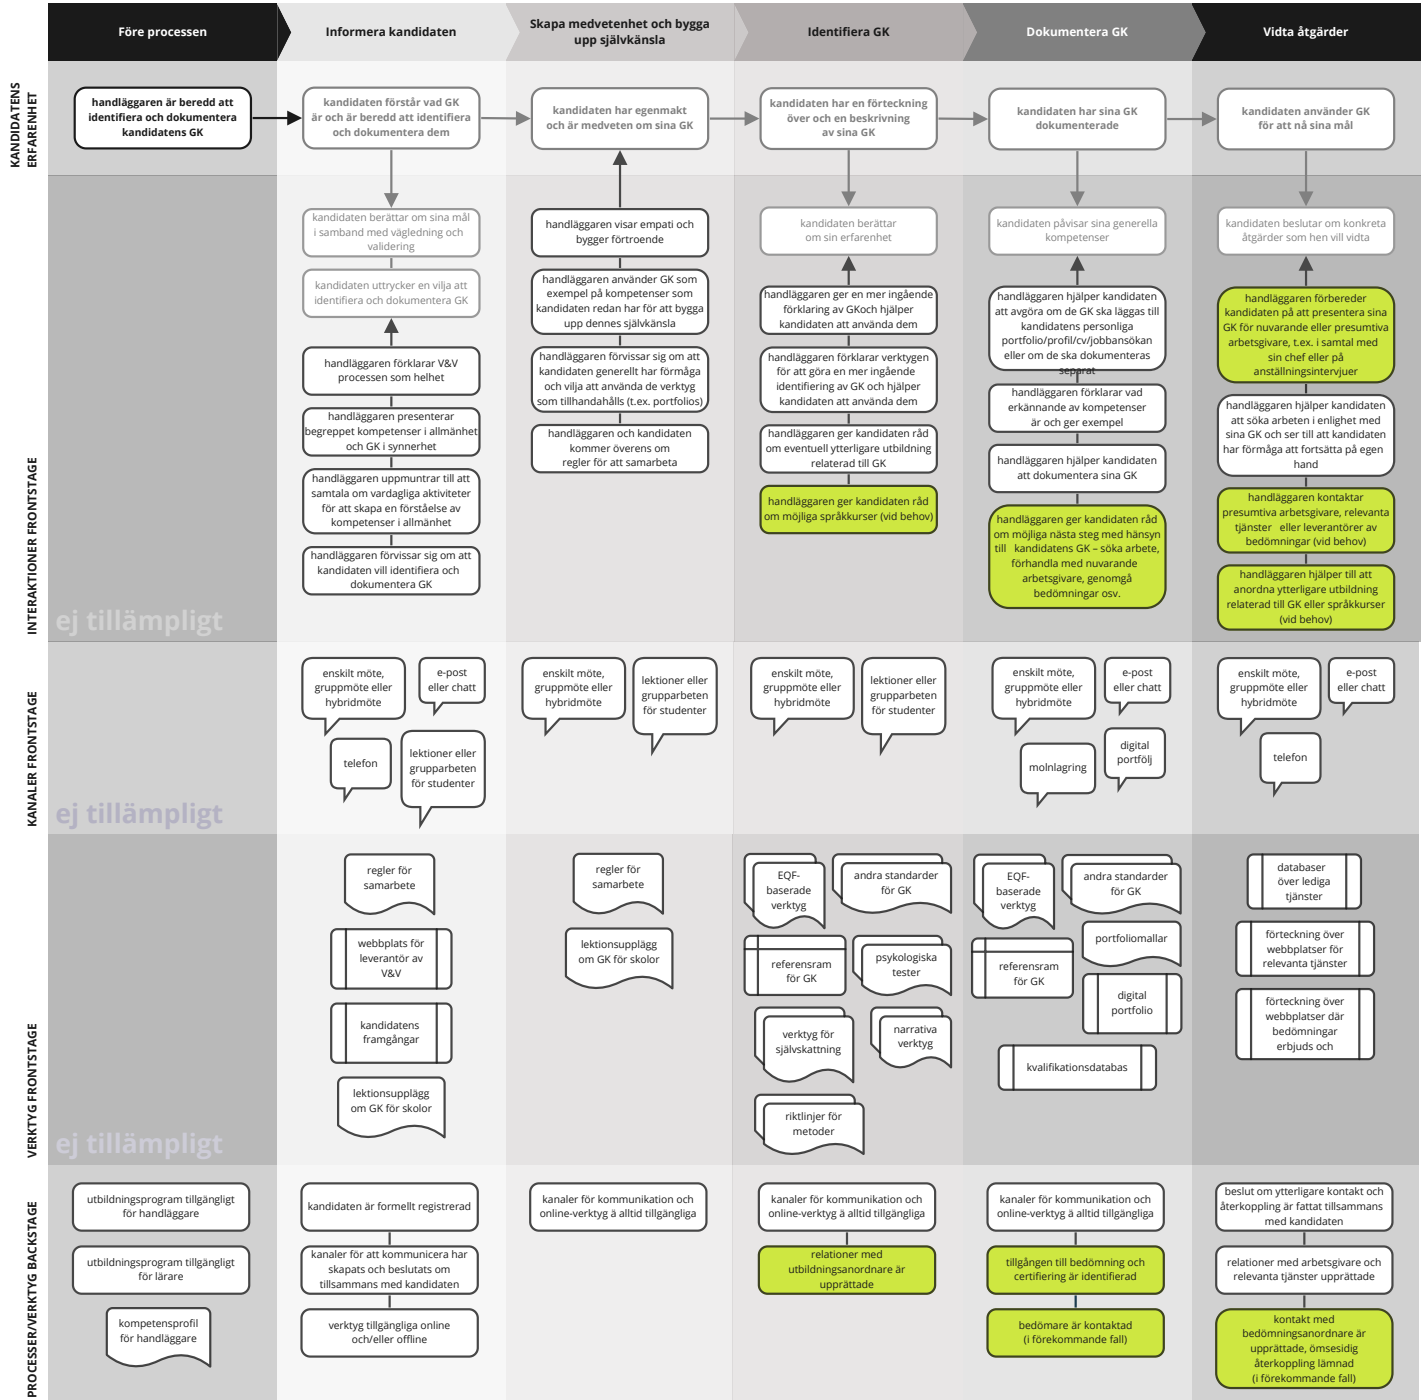 Före processen
Informera kandidaten
Skapa medvetenhet och bygga
upp självkänsla
Identifiera GK
Dokumentera GK
Vidta åtgärder
KANDIDATENS
ERFARENHET
handläggaren är beredd att
identifiera och dokumentera
kandidatens GK
kandidaten förstår vad GK
är och är beredd att identifiera
och dokumentera dem
kandidaten har egenmakt
och är medveten om sina GK
kandidaten har en förteckning
över och en beskrivning
av sina GK
kandidaten har sina GK
dokumenterade
kandidaten använder GK
för att nå sina mål
INTERAKTIONER FRONTSTAGE
ej tillämpligt
kandidaten berättar om sina mål
i samband med vägledning och
validering
kandidaten uttrycker en vilja att
identifiera och dokumentera GK
handläggaren förklarar V&V
processen som helhet
handläggaren presenterar
begreppet kompetenser i allmänhet
och GK i synnerhet
handläggaren uppmuntrar till att
samtala om vardagliga aktiviteter
för att skapa en förståelse av
kompetenser i allmänhet
handläggaren förvissar sig om att
kandidaten vill identifiera och
dokumentera GK
handläggaren visar empati och
bygger förtroende
handläggaren använder GK som
exempel på kompetenser som
kandidaten redan har för att bygga
upp dennes självkänsla
handläggaren förvissar sig om att
kandidaten generellt har förmåga
och vilja att använda de verktyg
som tillhandahålls (t.ex. portfolios)
handläggaren och kandidaten
kommer överens om
regler för att samarbeta
kandidaten berättar
om sin erfarenhet
handläggaren ger en mer ingående
förklaring av GKoch hjälper
kandidaten att använda dem
handläggaren förklarar verktygen
för att göra en mer ingående
identifiering av GK och hjälper
kandidaten att använda dem
handläggaren ger kandidaten råd
om eventuell ytterligare utbildning
relaterad till GK
handläggaren ger kandidaten råd
om möjliga språkkurser (vid behov)
kandidaten påvisar sina generella
kompetenser
handläggaren hjälper kandidaten
att avgöra om de GK ska läggas till
kandidatens personliga
portfolio/profil/cv/jobbansökan
eller om de ska dokumenteras
separat
handläggaren förklarar vad
erkännande av kompetenser
är och ger exempel
handläggaren hjälper kandidaten
att dokumentera sina GK
handläggaren ger kandidaten råd
om möjliga nästa steg med hänsyn
till kandidatens GK – söka arbete,
förhandla med nuvarande
arbetsgivare, genomgå
bedömningar osv.
kandidaten beslutar om konkreta
åtgärder som hen vill vidta
handläggaren förbereder
kandidaten på att presentera sina
GK för nuvarande eller presumtiva
arbetsgivare, t.ex. i samtal med
sin chef eller på
anställningsintervjuer
handläggaren hjälper kandidaten
att söka arbeten i enlighet med
sina GK och ser till att kandidaten
har förmåga att fortsätta på egen
hand
handläggaren kontaktar
presumtiva arbetsgivare, relevanta
tjänster eller leverantörer av
bedömningar (vid behov)
handläggaren hjälper till att
anordna ytterligare utbildning
relaterad till GK eller språkkurser
(vid behov)
KANALER FRONTSTAGE
ej tillämpligt
enskilt möte,
gruppmöte eller
hybridmöte
e-post
eller chatt
telefon
lektioner eller
grupparbeten
för studenter
enskilt möte,
gruppmöte eller
hybridmöte
lektioner eller
grupparbeten
för studenter
enskilt möte,
gruppmöte eller
hybridmöte
lektioner eller
grupparbeten
för studenter
enskilt möte,
gruppmöte eller
hybridmöte
e-post
eller chatt
molnlagring
digital
portfölj
enskilt möte,
gruppmöte eller
hybridmöte
e-post
eller chatt
telefon
VERKTYG FRONTSTAGE
ej tillämpligt
regler för
samarbete
webbplats för
leverantör av
V&V
kandidatens
framgångar
lektionsupplägg
om GK för skolor
regler för
samarbete
lektionsupplägg
om GK för skolor
EQF-
baserade
verktyg
andra standarder
för GK
referensram
för GK
psykologiska
tester
verktyg för
självskattning
narrativa
verktyg
riktlinjer för
metoder
EQF-
baserade
verktyg
andra standarder
för GK
portfoliomallar
referensram
för GK
digital
portfolio
kvalifikationsdatabas
databaser
över lediga
tjänster
förteckning över
webbplatser för
relevanta tjänster
förteckning över
webbplatser där
bedömningar
erbjuds och
PROCESSER/VERKTYG BACKSTAGE
utbildningsprogram tillgängligt
för handläggare
utbildningsprogram tillgängligt
för lärare
kompetensprofil
för handläggare
kandidaten är formellt registrerad
kanaler för att kommunicera har
skapats och beslutats om
tillsammans med kandidaten
verktyg tillgängliga online
och/eller offline
kanaler för kommunikation och
online-verktyg ä alltid tillgängliga
kanaler för kommunikation och
online-verktyg ä alltid tillgängliga
relationer med
utbildningsanordnare är
upprättade
kanaler för kommunikation och
online-verktyg ä alltid tillgängliga
tillgången till bedömning och
certifiering är identifierad
bedömare är kontaktad
(i förekommande fall)
beslut om ytterligare kontakt och
återkoppling är fattat tillsammans
med kandidaten
relationer med arbetsgivare och
relevanta tjänster upprättade
kontakt med
bedömningsanordnare är
upprättade, ömsesidig
återkoppling lämnad
(i förekommande fall)